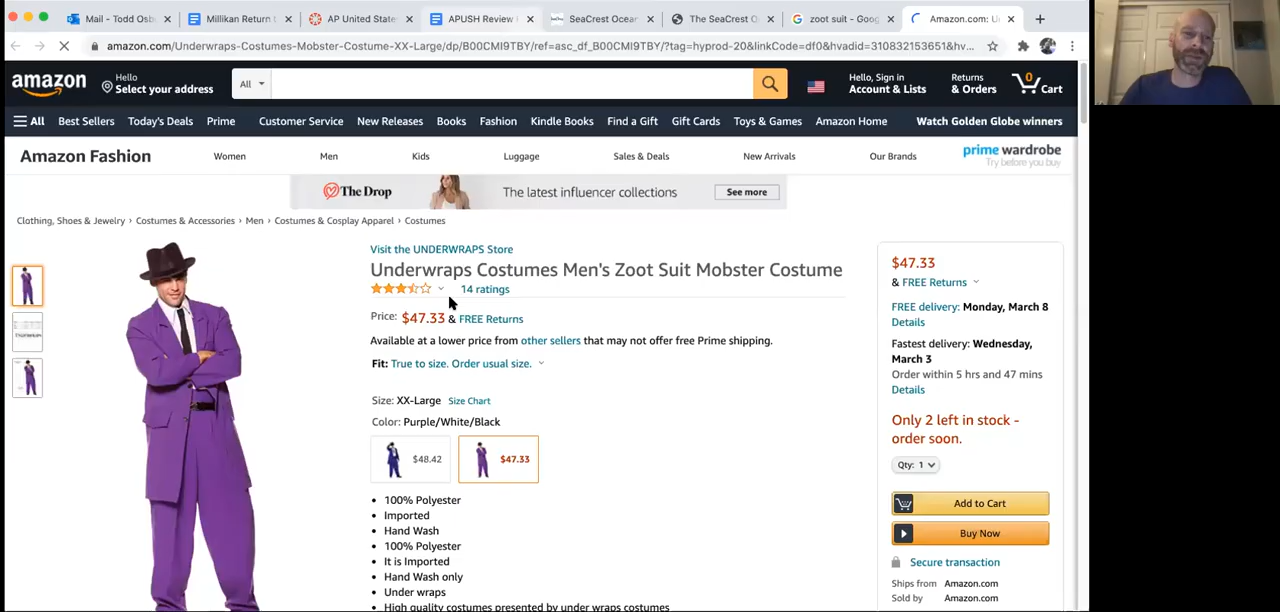 Mail - Todd Osb
Millikan Return t
AP United State
APUSH Review
SeaCrest Ocean
The SeaCrest O
zoot suit - Goog
Amazon.com: U
amazon.com/Underwraps-Costumes-Mobster-Costume-XX-Large/dp/B00CMI9TBY/ref=asc_df_B00CMI9TBY/?tag=hyprod-20&linkCode=df0&hvadid=310832153651&hv...
amazon
Hello
Select your address
All
Hello, Sign in
Account & Lists
Returns
& Orders
0
Cart
All
Best Sellers
Today's Deals
Prime
Customer Service
New Releases
Books
Fashion
Kindle Books
Find a Gift
Gift Cards
Toys & Games
Amazon Home
Watch Golden Globe winners
Amazon Fashion
Women
Men
Kids
Luggage
Sales & Deals
New Arrivals
Our Brands
prime wardrobe
Try before you buy
The Drop
The latest influencer collections
See more
Clothing, Shoes & Jewelry › Costumes & Accessories › Men › Costumes & Cosplay Apparel › Costumes
Visit the UNDERWRAPS Store
Underwraps Costumes Men's Zoot Suit Mobster Costume
14 ratings
Price: $47.33 & FREE Returns
Available at a lower price from other sellers that may not offer free Prime shipping.
Fit: True to size. Order usual size.
Size: XX-Large Size Chart
Color: Purple/White/Black
$48.42
$47.33
• 100% Polyester
• Imported
• Hand Wash
• 100% Polyester
• It is Imported
• Hand Wash only
• Under wraps
• High quality costumes presented by under wraps costumes
$47.33
& FREE Returns
FREE delivery: Monday, March 8
Details
Fastest delivery: Wednesday,
March 3
Order within 5 hrs and 47 mins
Details
Only 2 left in stock -
order soon.
Qty: 1
Add to Cart
Buy Now
Secure transaction
Ships from Amazon.com
Sold by Amazon.com